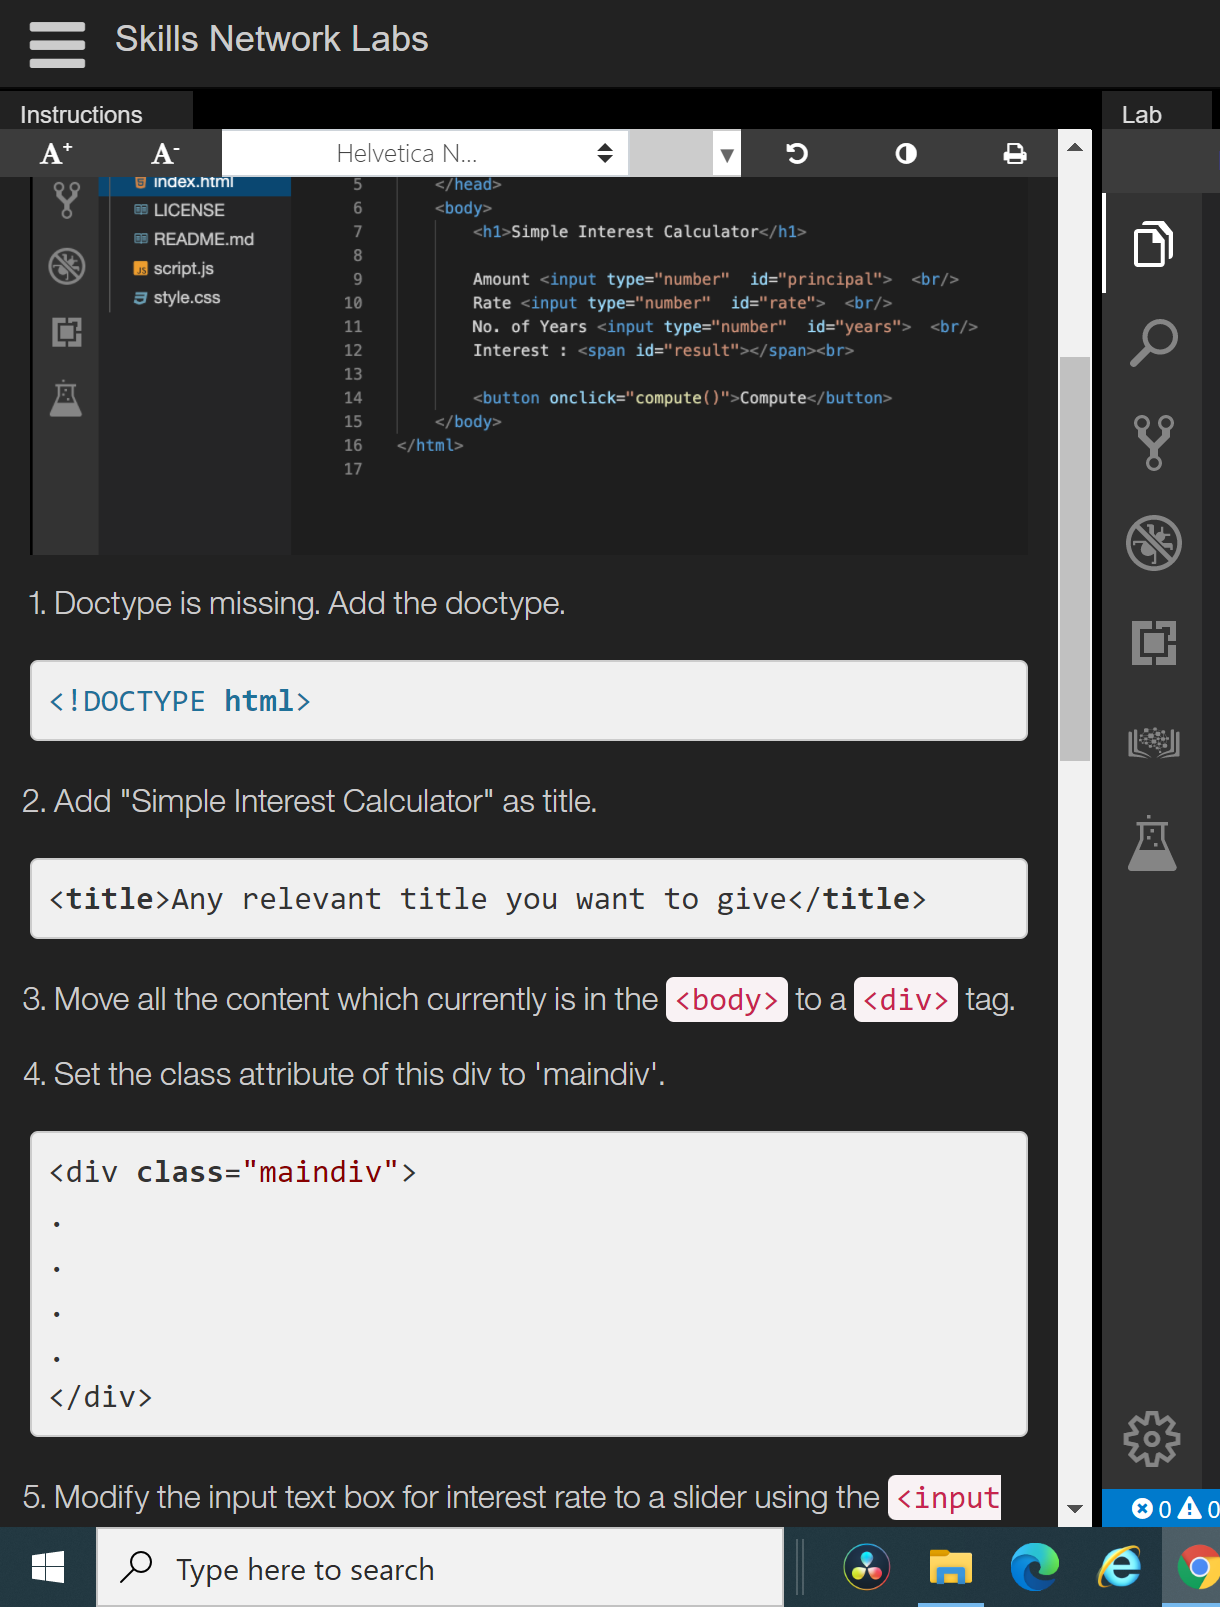 Skills Network Labs
Instructions
Lab
A+ A- Helvetica N...
index.html
LICENSE
README.md
script.js
style.css
5 </head>
6 <body>
7 <h1>Simple Interest Calculator</h1>
8
9 Amount <input type="number" id="principal"> <br/>
10 Rate <input type="number" id="rate"> <br/>
11 No. of Years <input type="number" id="years"> <br/>
12 Interest : <span id="result"></span><br>
13
14 <button onclick="compute()">Compute</button>
15 </body>
16 </html>
17
1. Doctype is missing. Add the doctype.
<!DOCTYPE html>
2. Add "Simple Interest Calculator" as title.
<title>Any relevant title you want to give</title>
3. Move all the content which currently is in the <body> to a <div> tag.
4. Set the class attribute of this div to 'maindiv'.
<div class="maindiv">
.
.
.
.
</div>
5. Modify the input text box for interest rate to a slider using the <input
0 0
Type here to search